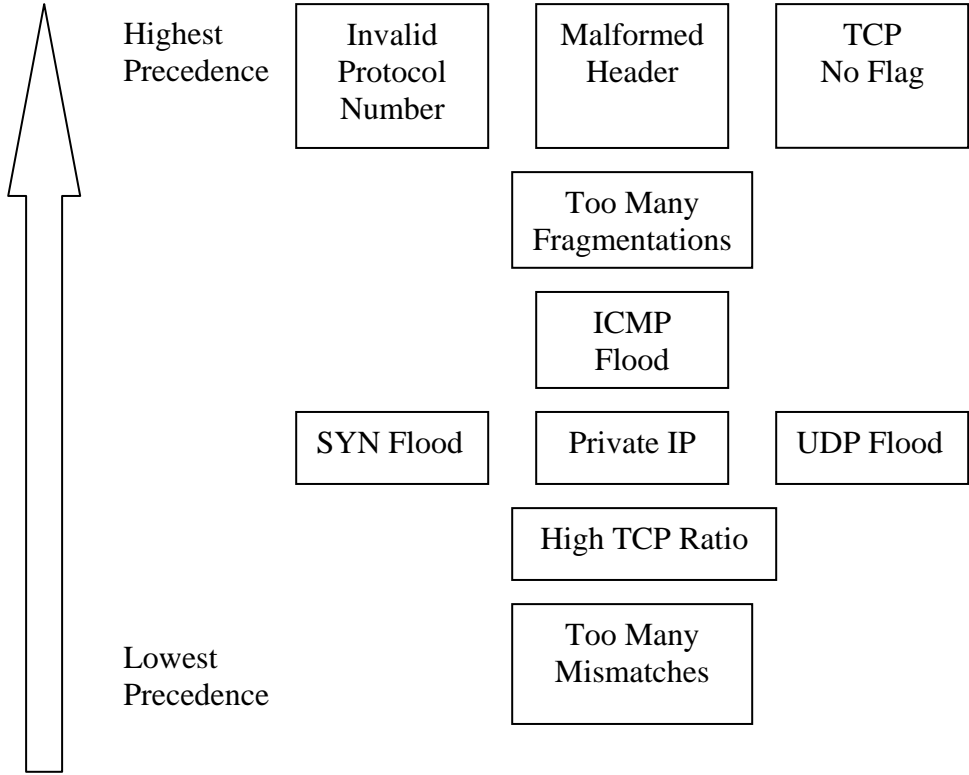 Highest
Precedence
Invalid
Protocol
Number
Malformed
Header
TCP
No Flag
Too Many
Fragmentations
ICMP
Flood
SYN Flood
Private IP
UDP Flood
High TCP Ratio
Too Many
Mismatches
Lowest
Precedence